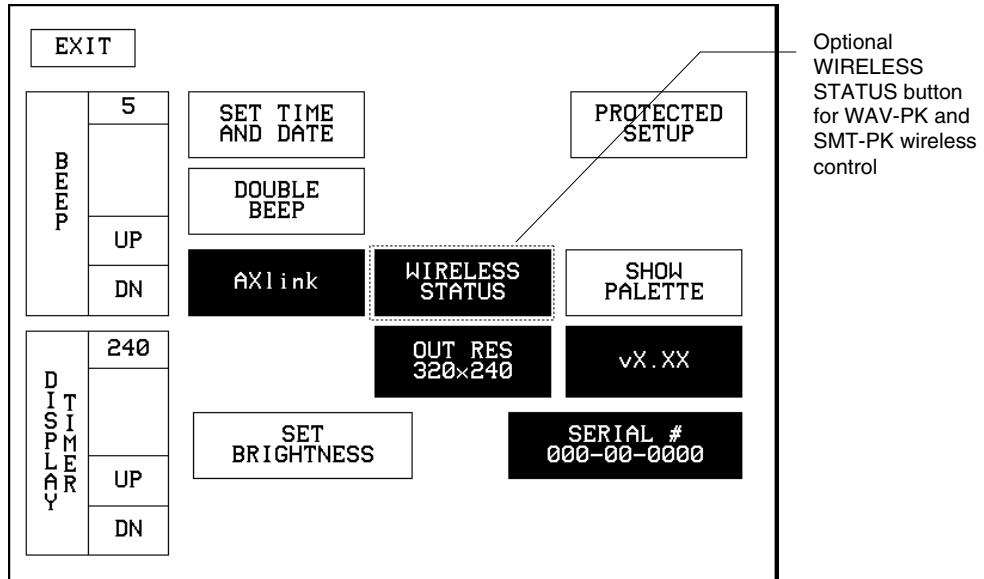 EXIT
BEEP
5
UP
DN
SET TIME
AND DATE
DOUBLE
BEEP
PROTECTED
SETUP
AXlink
WIRELESS
STATUS
SHOW
PALETTE
OUT RES
320×240
vX.XX
DISPLAY
TIMER
240
UP
DN
SET
BRIGHTNESS
SERIAL #
000-00-0000
Optional
WIRELESS
STATUS button
for WAV-PK and
SMT-PK wireless
control